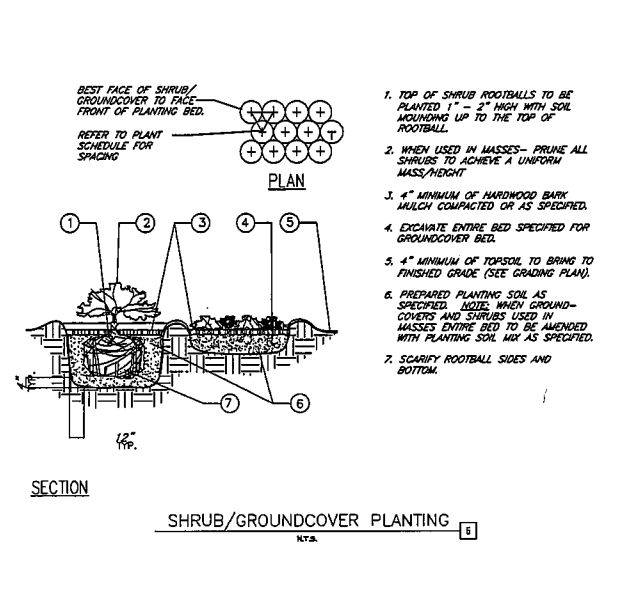 BEST FACE OF SHRUB/
GROUNDCOVER TO FACE
FRONT OF PLANTING BED.
REFER TO PLANT
SCHEDULE FOR
SPACING
PLAN
1 2 3 4 5
6
7
4"
12"
TYP.
SECTION
1. TOP OF SHRUB ROOTBALLS TO BE
PLANTED 1" - 2" HIGH WITH SOIL
MOUNDING UP TO THE TOP OF
ROOTBALL.
2. WHEN USED IN MASSES- PRUNE ALL
SHRUBS TO ACHIEVE A UNIFORM
MASS/HEIGHT
3. 4" MINIMUM OF HARDWOOD BARK
MULCH COMPACTED OR AS SPECIFIED.
4. EXCAVATE ENTIRE BED SPECIFIED FOR
GROUNDCOVER BED.
5. 4" MINIMUM OF TOPSOIL TO BRING TO
FINISHED GRADE (SEE GRADING PLAN).
6. PREPARED PLANTING SOIL AS
SPECIFIED. NOTE: WHEN GROUND-
COVERS AND SHRUBS USED IN
MASSES ENTIRE BED TO BE AMENDED
WITH PLANTING SOIL MIX AS SPECIFIED.
7. SCARIFY ROOTBALL SIDES AND
BOTTOM.
SHRUB/GROUNDCOVER PLANTING
N.T.S.
6